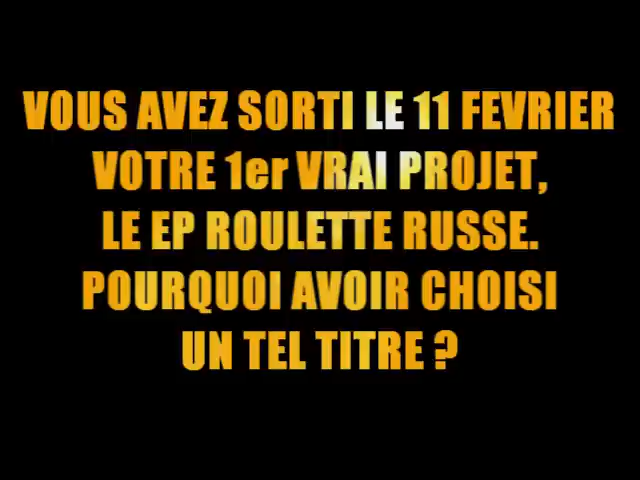 VOUS AVEZ SORTI LE 11 FEVRIER
VOTRE 1er VRAI PROJET,
LE EP ROULETTE RUSSE.
POURQUOI AVOIR CHOISI
UN TEL TITRE ?